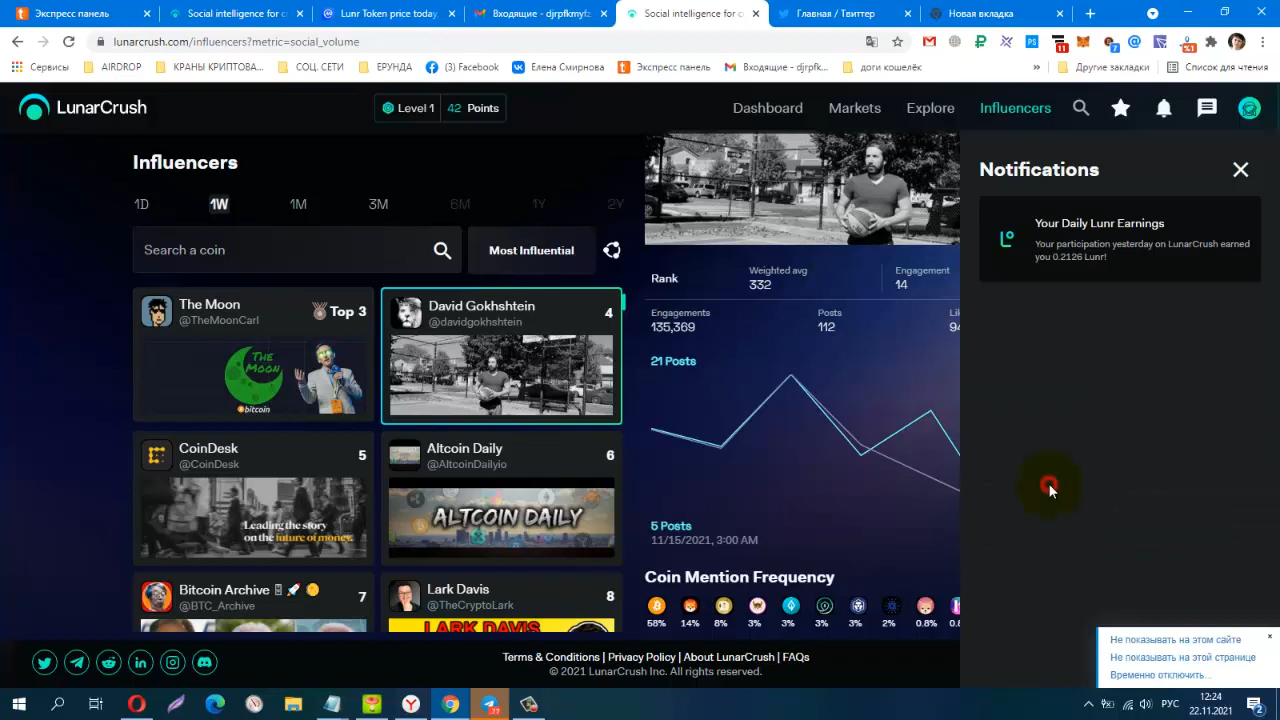 Экспресс панель
Social intelligence for c
Lunr Token price today,
Входящие - djrpfkmyfz
Social intelligence for c
Главная / Твиттер
Новая вкладка
lunarcrush.com/influencers?metric=social_volume
Сервисы
AIRDROP
КРАНЫ КРИПТОВА...
СОЦ. СЕТИ
ЕРУНДА
(3) Facebook
Елена Смирнова
Экспресс панель
Входящие - djrpfk...
доги кошелёк
»
Другие закладки
Список для чтения
LunarCrush
Level 1
42 Points
Dashboard
Markets
Explore
Influencers
Influencers
1D
1W
1M
3M
6M
1Y
2Y
Search a coin
Most Influential
The Moon
@TheMoonCarl
Top 3
THE
MOON
bitcoin
David Gokhshtein
@davidgokhshtein
4
CoinDesk
@CoinDesk
5
Leading the story
on the future of money.
Altcoin Daily
@AltcoinDailyio
6
ALTCOIN DAILY
Bitcoin Archive
@BTC_Archive
7
Lark Davis
@TheCryptoLark
8
LARK DAVIS
Rank
Weighted avg
332
Engagement
14
Engagements
135,369
Posts
112
Lik
94
21 Posts
5 Posts
11/15/2021, 3:00 AM
Coin Mention Frequency
58%
14%
8%
3%
3%
3%
3%
2%
0.8%
0.8
Notifications
Your Daily Lunr Earnings
Your participation yesterday on LunarCrush earned
you 0.2126 Lunr!
Terms & Conditions | Privacy Policy | About LunarCrush | FAQs
© 2021 LunarCrush Inc. All rights reserved.
Не показывать на этом сайте
Не показывать на этой странице
Временно отключить...
РУС
12:24
22.11.2021